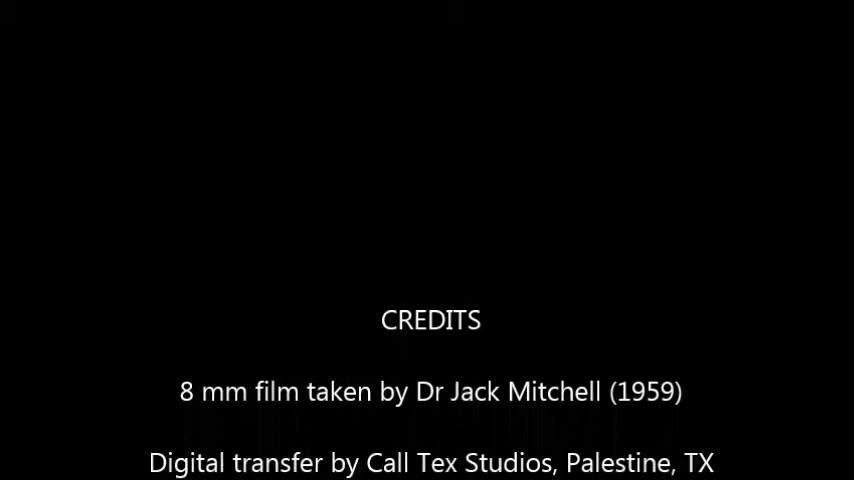 CREDITS
8 mm film taken by Dr Jack Mitchell (1959)
Digital transfer by Call Tex Studios, Palestine, TX